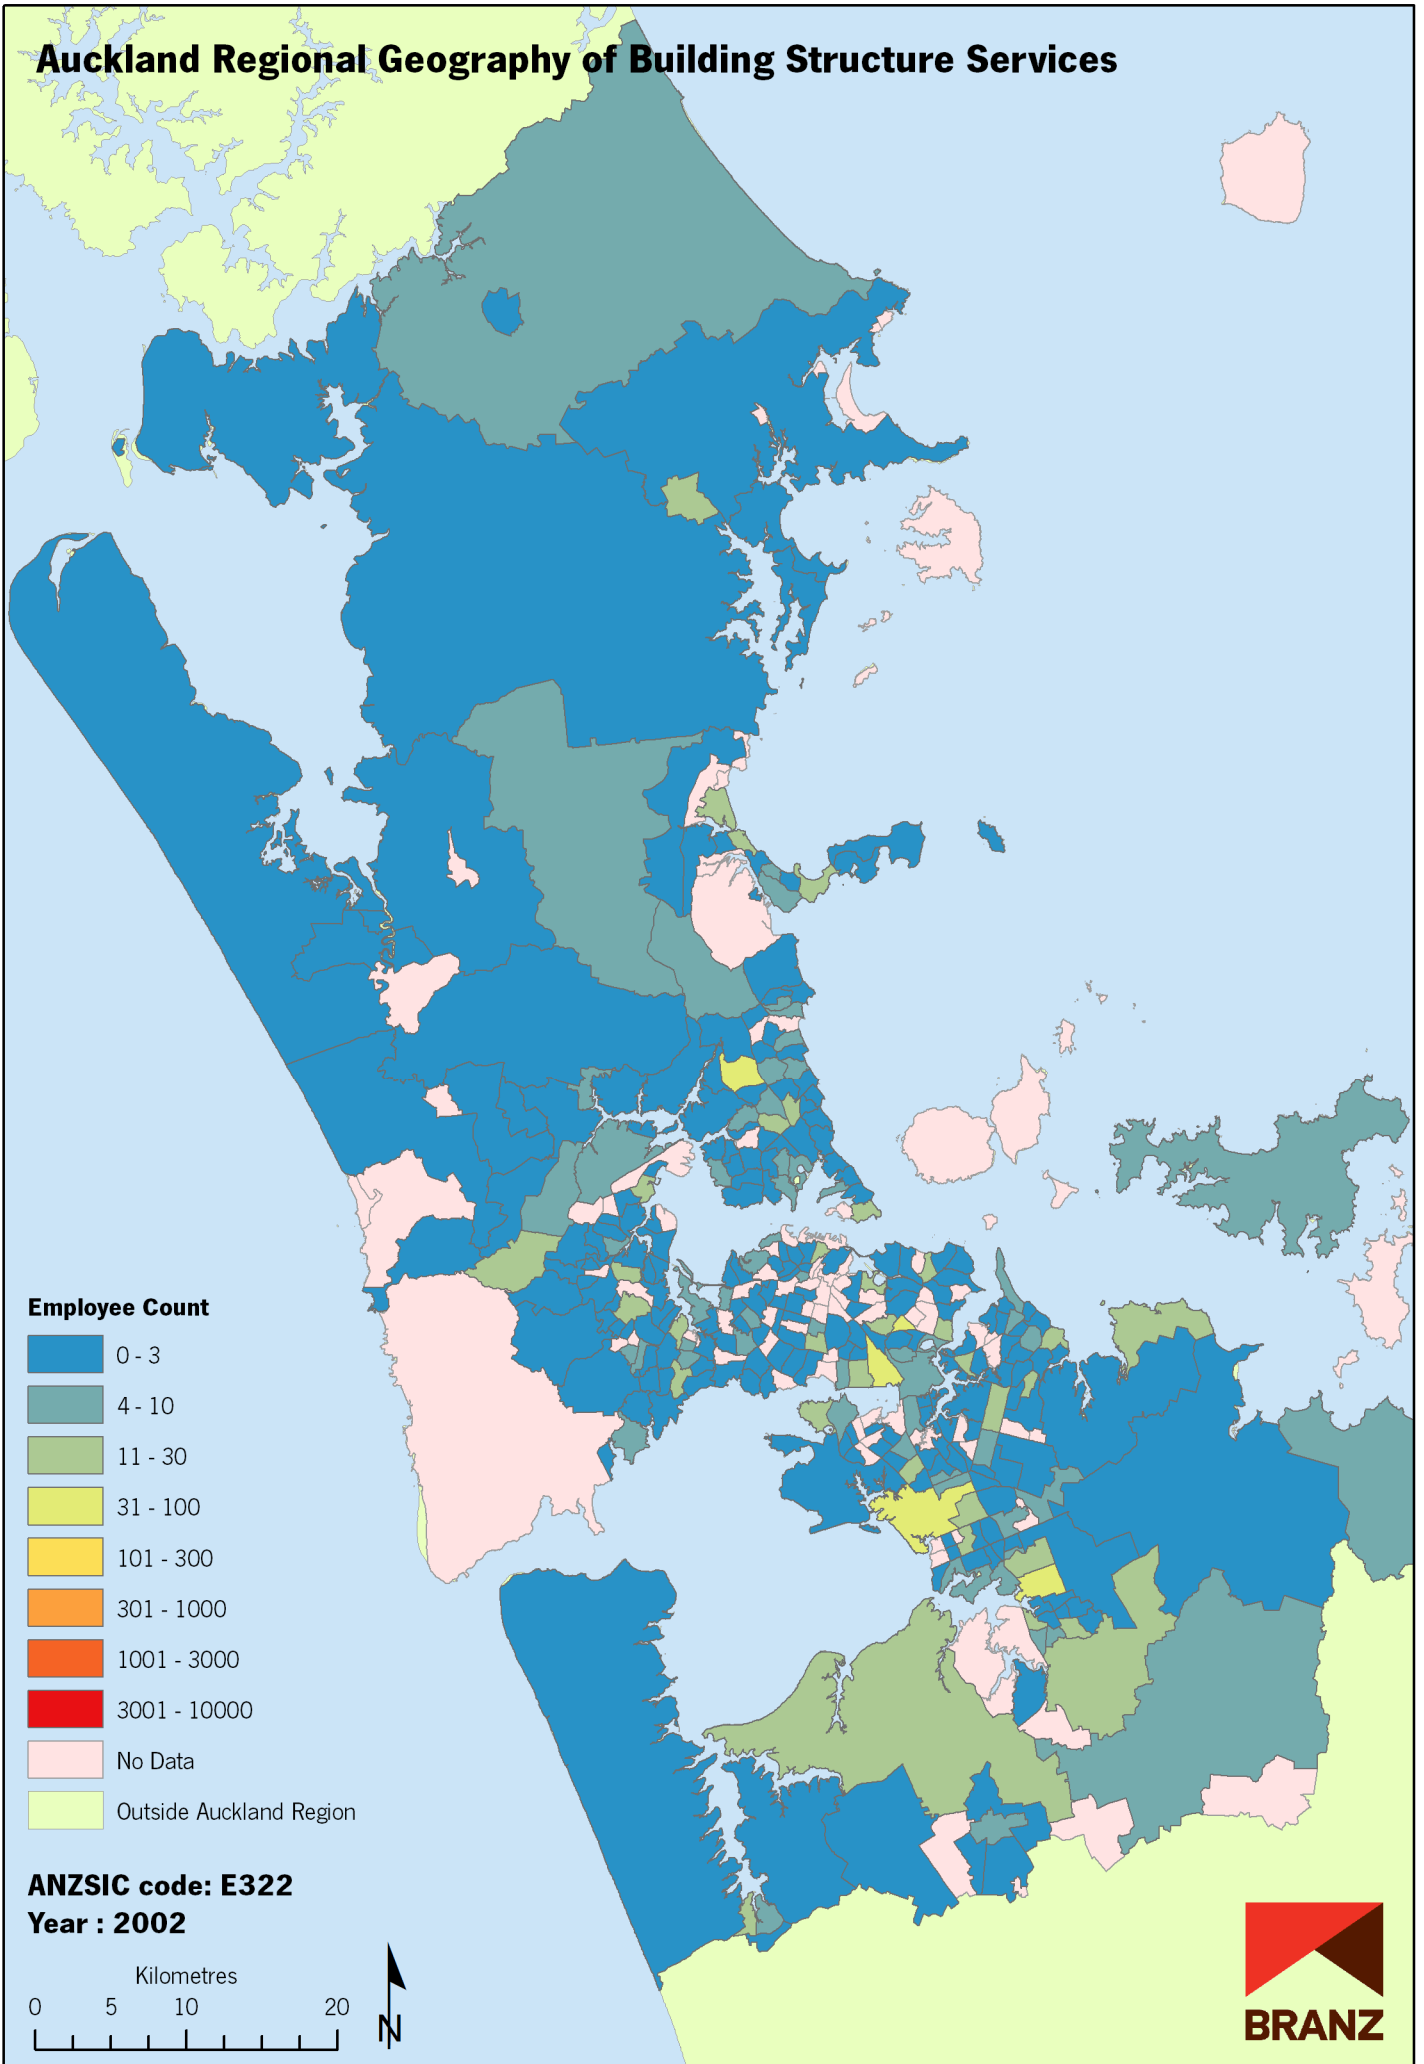 Auckland Regional Geography of Building Structure Services
Employee Count
0 - 3
4 - 10
11 - 30
31 - 100
101 - 300
301 - 1000
1001 - 3000
3001 - 10000
No Data
Outside Auckland Region
ANZSIC code: E322
Year : 2002
Kilometres
0 5 10 20
N
BRANZ